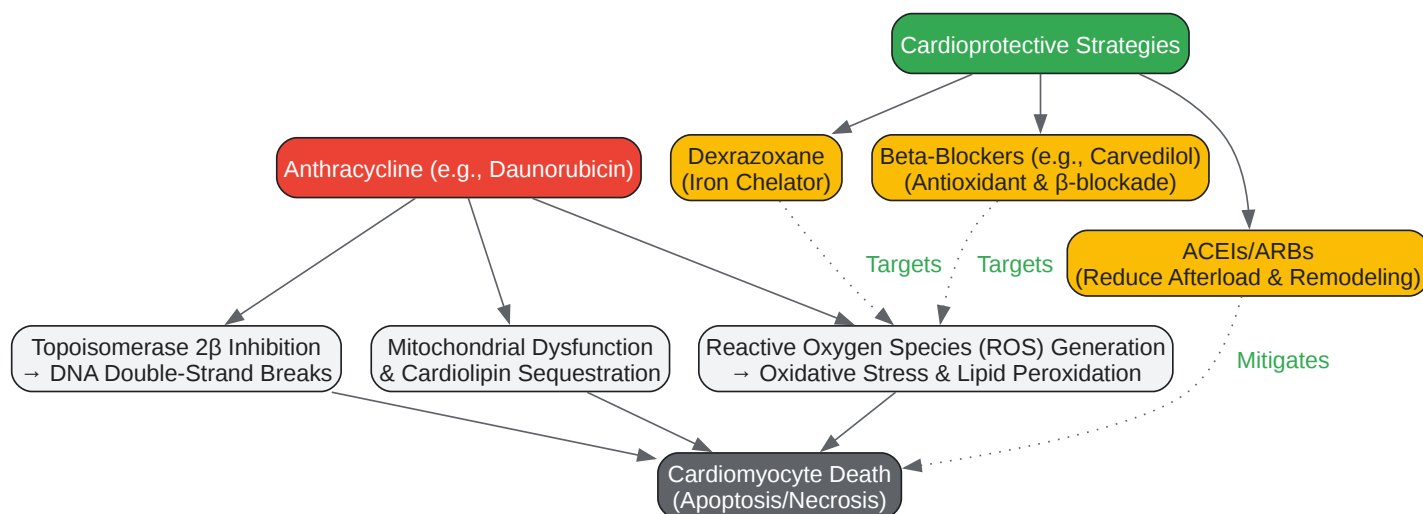 Cardioprotective Strategies
Anthracycline (e.g., Daunorubicin)
Dexrazoxane
(Iron Chelator)
Beta-Blockers (e.g., Carvedilol)
(Antioxidant & β-blockade)
ACEIs/ARBs
(Reduce Afterload & Remodeling)
Targets
Targets
Topoisomerase 2β Inhibition
→ DNA Double-Strand Breaks
Mitochondrial Dysfunction
& Cardiolipin Sequestration
Reactive Oxygen Species (ROS) Generation
→ Oxidative Stress & Lipid Peroxidation
Mitigates
Cardiomyocyte Death
(Apoptosis/Necrosis)